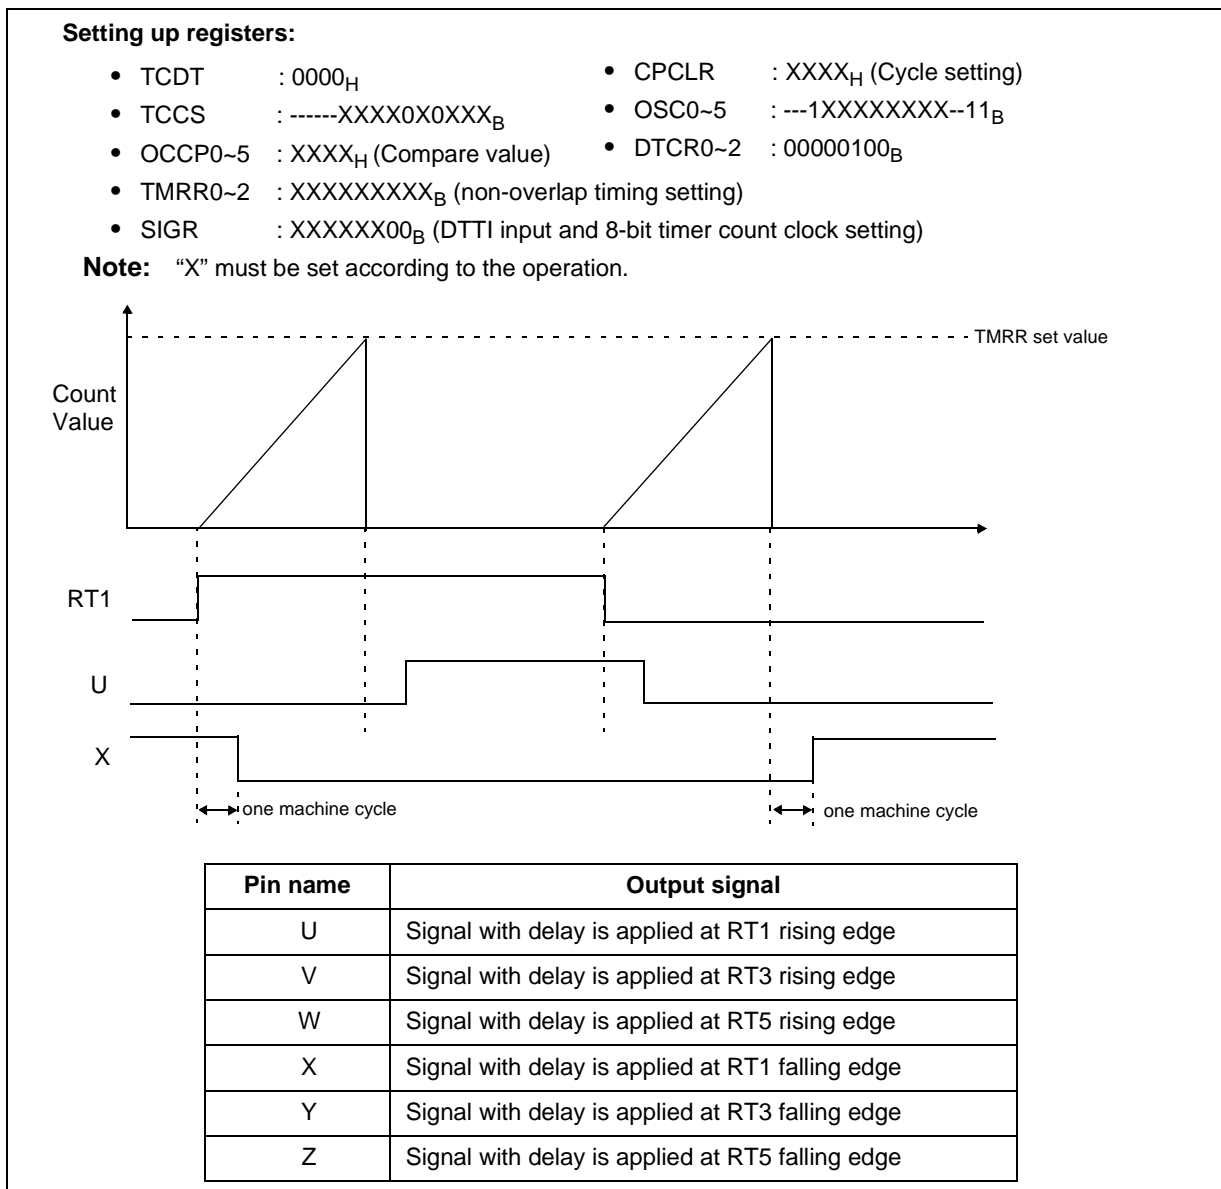 Setting up registers:
• TCDT : 0000H
• CPCLR : XXXXH (Cycle setting)
• TCCS : ------XXXX0X0XXXB
• OSC0~5 : ---1XXXXXXXX--11B
• OCCP0~5 : XXXXH (Compare value)
• DTCR0~2 : 00000100B
• TMRR0~2 : XXXXXXXXXB (non-overlap timing setting)
• SIGR : XXXXXX00B (DTTI input and 8-bit timer count clock setting)
Note: “X” must be set according to the operation.
TMRR set value
Count
Value
RT1
U
X
one machine cycle
one machine cycle
Pin name Output signal
U Signal with delay is applied at RT1 rising edge
V Signal with delay is applied at RT3 rising edge
W Signal with delay is applied at RT5 rising edge
X Signal with delay is applied at RT1 falling edge
Y Signal with delay is applied at RT3 falling edge
Z Signal with delay is applied at RT5 falling edge